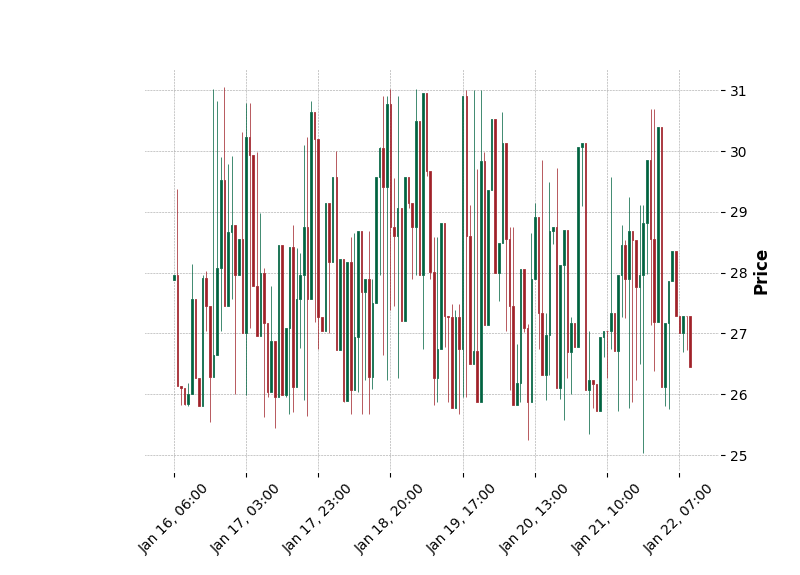 31
30
29
28
27
26
25
Price
Jan 16, 06:00
Jan 17, 03:00
Jan 17, 23:00
Jan 18, 20:00
Jan 19, 17:00
Jan 20, 13:00
Jan 21, 10:00
Jan 22, 07:00